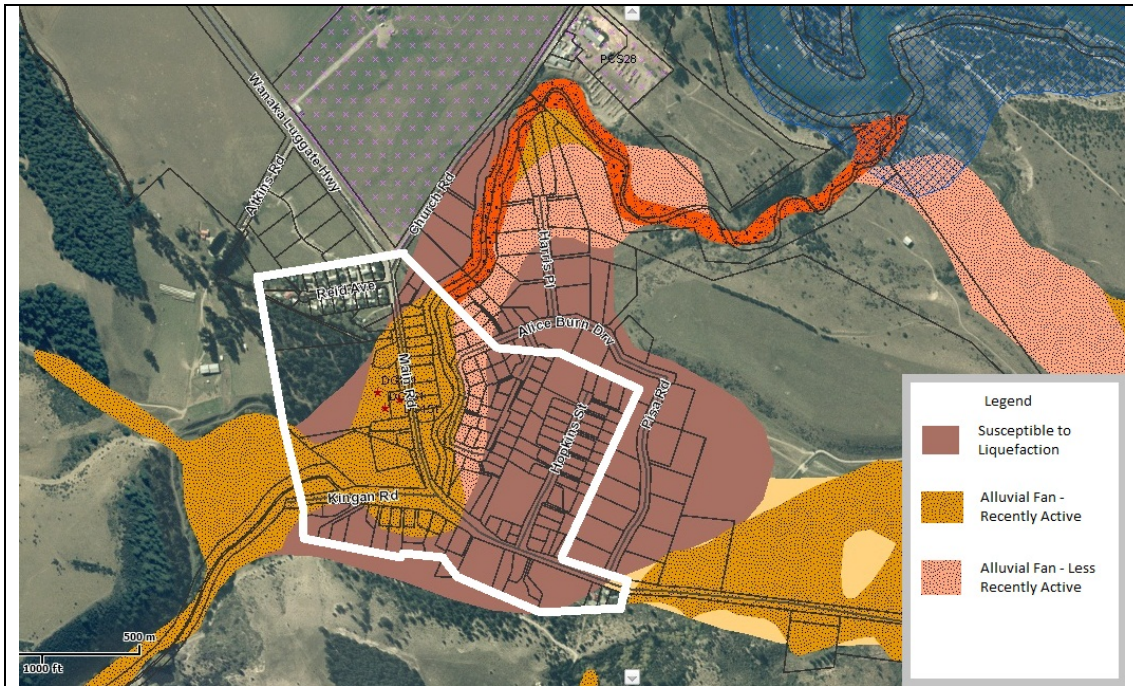 PCS28
Wanaka Luggate Hwy
Atkins Rd
Church Rd
Harris Pl
Reid Ave
Alice Burn Drv
Main Rd
Pisa Rd
Hopkins St
Kingan Rd
500 m
1000 ft
Legend
Susceptible to
Liquefaction
Alluvial Fan -
Recently Active
Alluvial Fan - Less
Recently Active